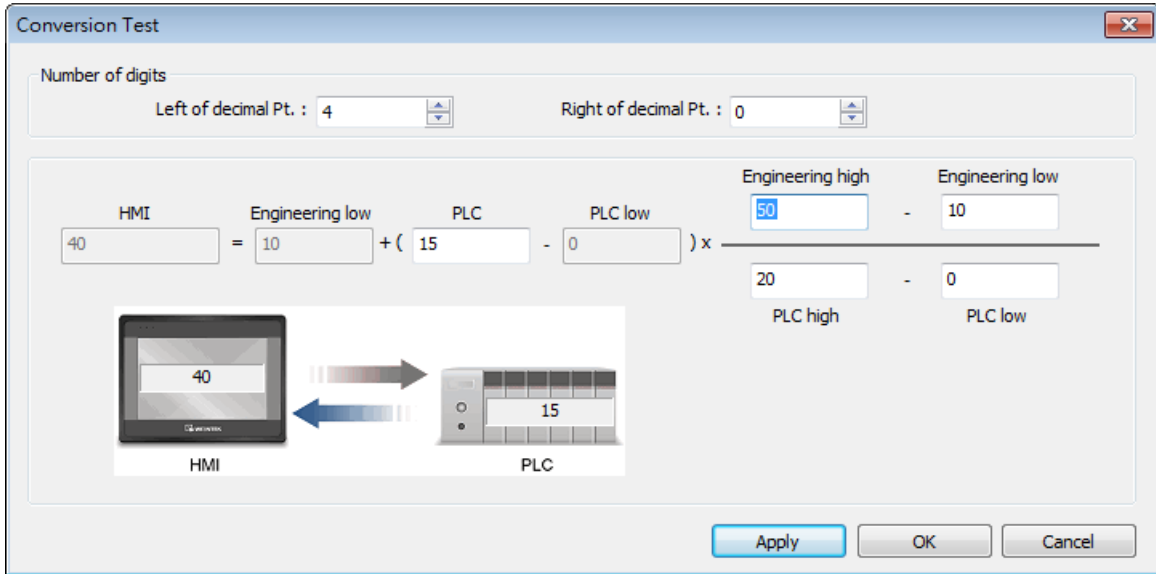 Conversion Test
Number of digits
Left of decimal Pt. : 4 Right of decimal Pt. : 0
Engineering high Engineering low
HMI Engineering low PLC PLC low 50 - 10
40 = 10 + ( 15 - 0 ) x
20 - 0
PLC high PLC low
40
15
WEINTEK
HMI PLC
Apply OK Cancel